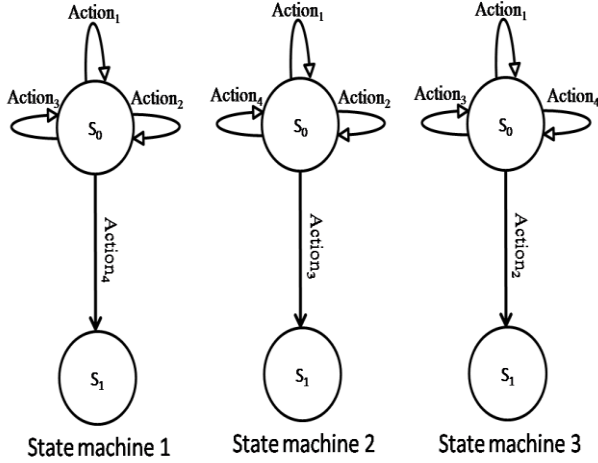 Action₁
Action₃
Action₂
S₀
Action₄
S₁
State machine 1
Action₁
Action₄
Action₂
S₀
Action₃
S₁
State machine 2
Action₁
Action₃
Action₄
S₀
Action₂
S₁
State machine 3